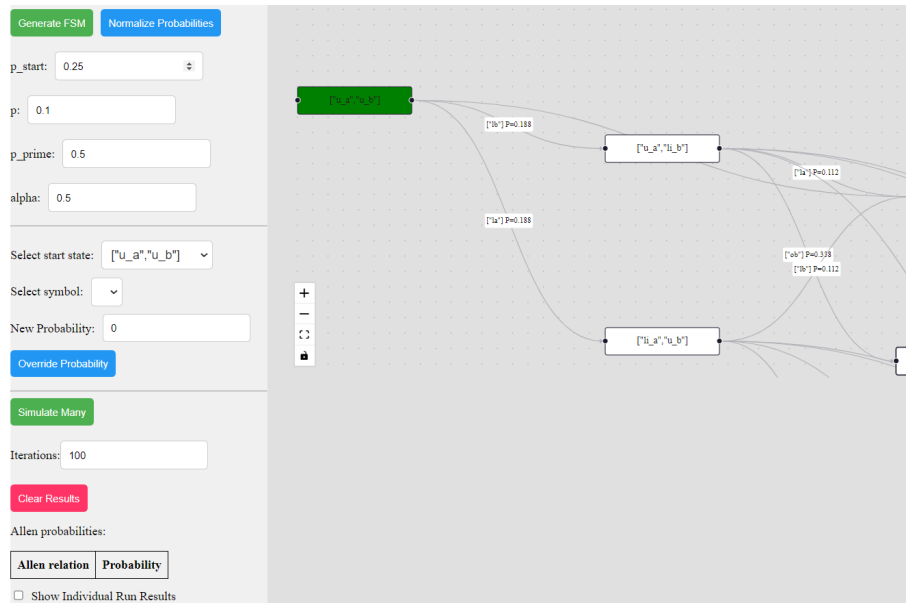 Generate FSM Normalize Probabilities
p_start: 0.25
p: 0.1
p_prime: 0.5
alpha: 0.5
Select start state: ["u_a","u_b"]
Select symbol:
New Probability: 0
Override Probability
Simulate Many
Iterations: 100
Clear Results
Allen probabilities:
Allen relation Probability
Show Individual Run Results
["u_a","u_b"]
["lb"] P=0.188
["u_a","li_b"]
["la"] P=0.112
["la"] P=0.188
["ob"] P=0.338
["lb"] P=0.112
["li_a","u_b"]